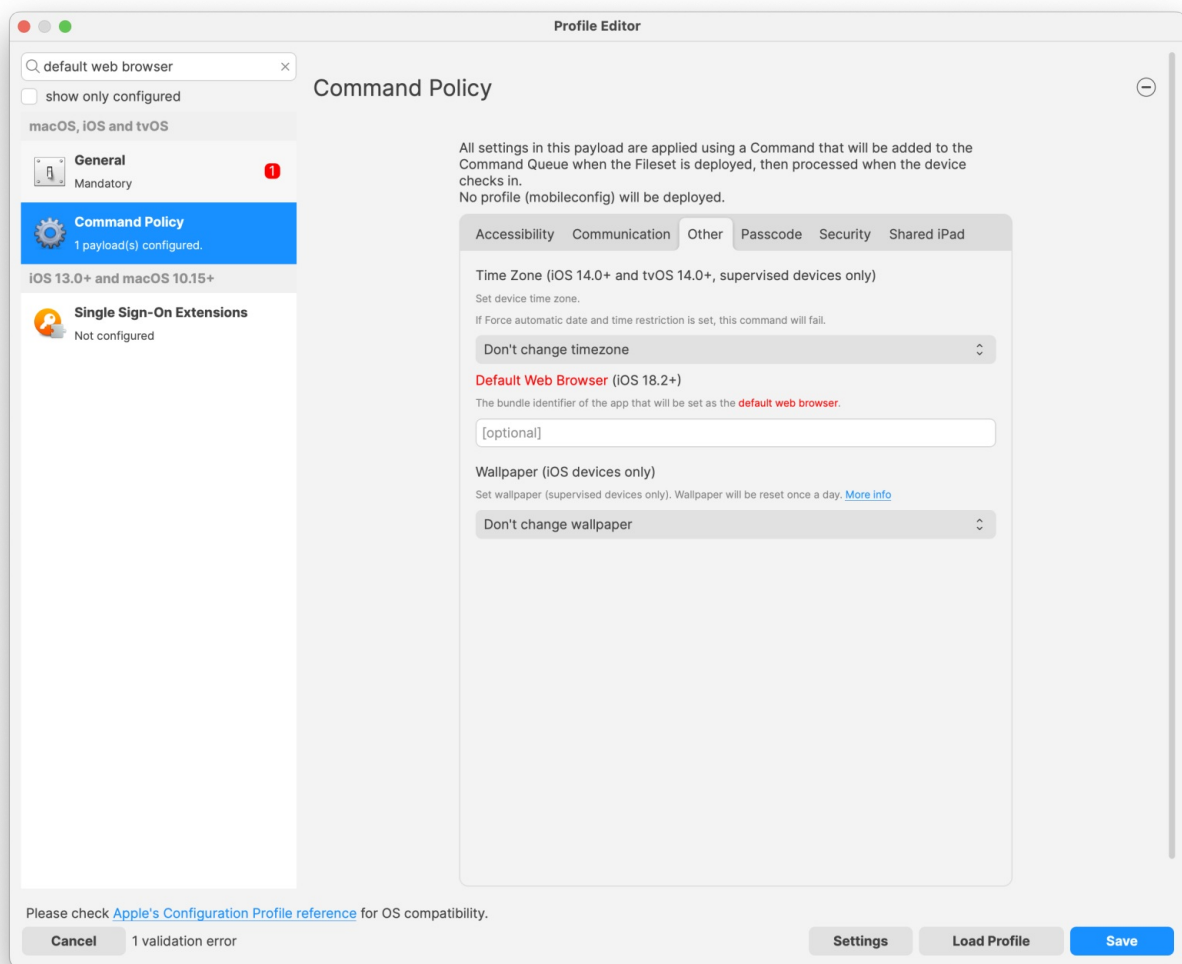 Profile Editor
default web browser
show only configured
macOS, iOS and tvOS
General
Mandatory
1
Command Policy
1 payload(s) configured.
iOS 13.0+ and macOS 10.15+
Single Sign-On Extensions
Not configured
Command Policy
All settings in this payload are applied using a Command that will be added to the
Command Queue when the Fileset is deployed, then processed when the device
checks in.
No profile (mobileconfig) will be deployed.
Accessibility Communication Other Passcode Security Shared iPad
Time Zone (iOS 14.0+ and tvOS 14.0+, supervised devices only)
Set device time zone.
If Force automatic date and time restriction is set, this command will fail.
Don't change timezone
Default Web Browser (iOS 18.2+)
The bundle identifier of the app that will be set as the default web browser.
[optional]
Wallpaper (iOS devices only)
Set wallpaper (supervised devices only). Wallpaper will be reset once a day. More info
Don't change wallpaper
Please check Apple's Configuration Profile reference for OS compatibility.
Cancel 1 validation error Settings Load Profile Save